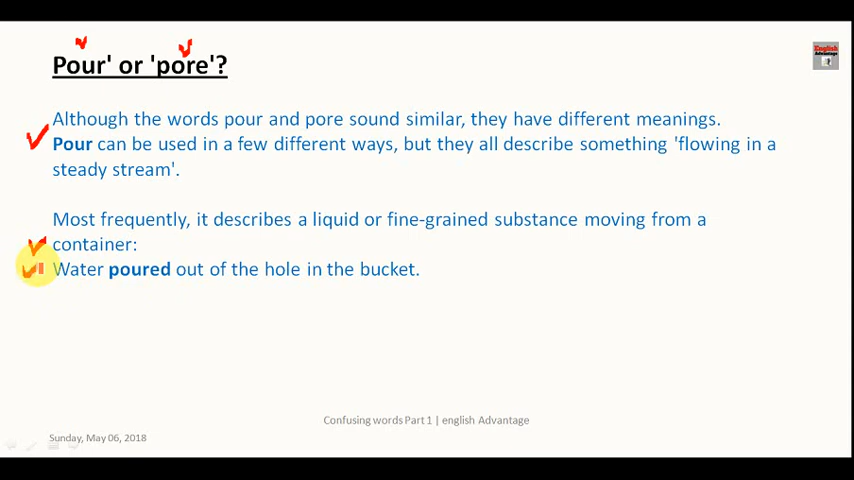 Pour' or 'pore'?
English
Advantage
Although the words pour and pore sound similar, they have different meanings.
Pour can be used in a few different ways, but they all describe something 'flowing in a
steady stream'.
Most frequently, it describes a liquid or fine-grained substance moving from a
container:
Water poured out of the hole in the bucket.
Confusing words Part 1 | english Advantage
Sunday, May 06, 2018